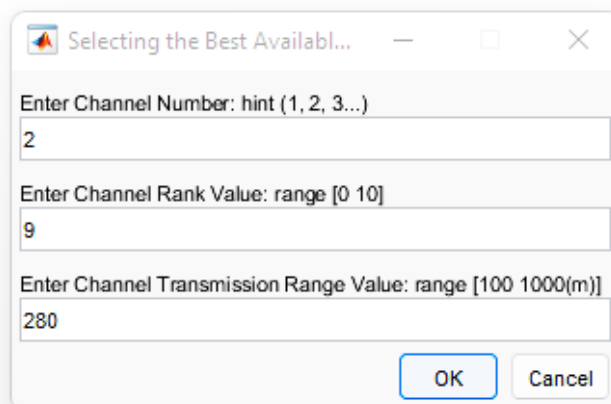 Selecting the Best Availabl...
Enter Channel Number: hint (1, 2, 3...)
2
Enter Channel Rank Value: range [0 10]
9
Enter Channel Transmission Range Value: range [100 1000(m)]
280
OK Cancel